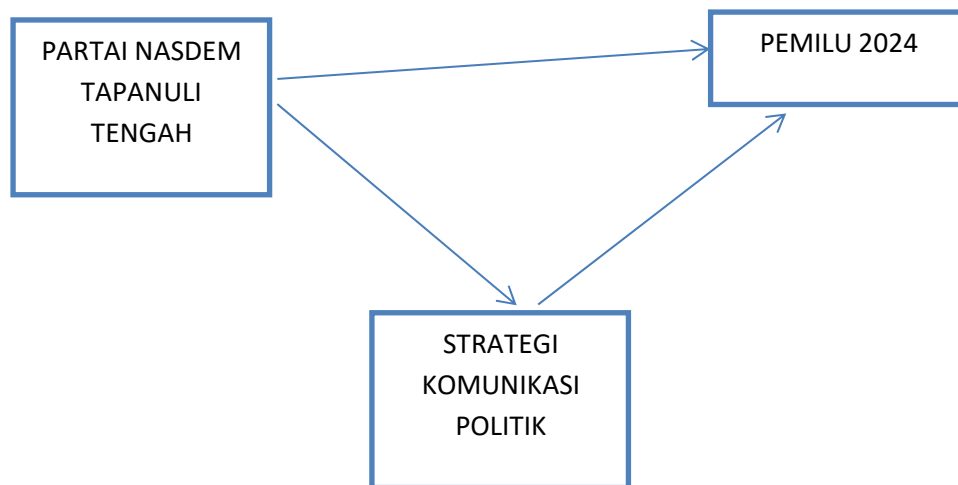 PARTAI NASDEM
TAPANULI
TENGAH
PEMILU 2024
STRATEGI
KOMUNIKASI
POLITIK